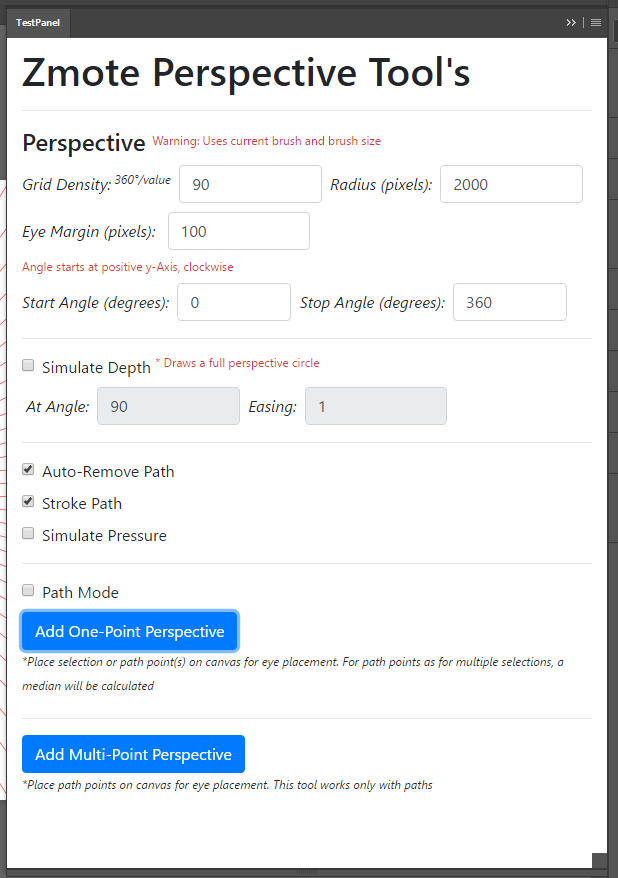 TestPanel
Zmote Perspective Tool's
Perspective Warning: Uses current brush and brush size
Grid Density: 360°/value 90 Radius (pixels): 2000
Eye Margin (pixels): 100
Angle starts at positive y-Axis, clockwise
Start Angle (degrees): 0 Stop Angle (degrees): 360
Simulate Depth * Draws a full perspective circle
At Angle: 90 Easing: 1
Auto-Remove Path
Stroke Path
Simulate Pressure
Path Mode
Add One-Point Perspective
*Place selection or path point(s) on canvas for eye placement. For path points as for multiple selections, a
median will be calculated
Add Multi-Point Perspective
*Place path points on canvas for eye placement. This tool works only with paths